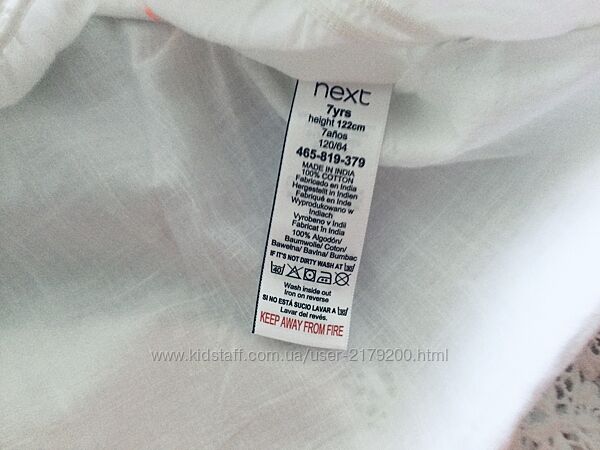 next
7yrs
height 122cm
7años
120/64
465-819-379
MADE IN INDIA
100% COTTON
Fabricado en India
Hergestellt in Indien
Fabriqué en Inde
Wyprodukowano w
Indiach
Vyrobeno v Indii
Fabricat în India
100% Algodón/
Baumwolle/ Coton/
Bawełna/ Bavlna/ Bumbac
IF IT'S NOT DIRTY WASH AT 30
40
Wash inside out
Iron on reverse
SI NO ESTÁ SUCIO LAVAR A 30
Lavar del revés.
KEEP AWAY FROM FIRE
www.kidstaff.com.ua/user-2179200.html